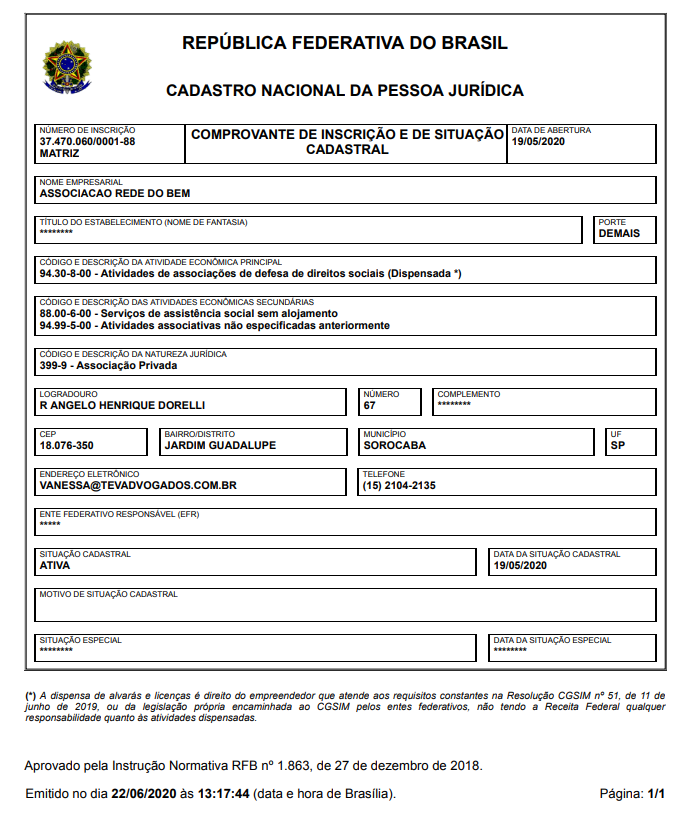 REPÚBLICA FEDERATIVA DO BRASIL
CADASTRO NACIONAL DA PESSOA JURÍDICA
NÚMERO DE INSCRIÇÃO
37.470.060/0001-88
MATRIZ
COMPROVANTE DE INSCRIÇÃO E DE SITUAÇÃO
CADASTRAL
DATA DE ABERTURA
19/05/2020
NOME EMPRESARIAL
ASSOCIACAO REDE DO BEM
TÍTULO DO ESTABELECIMENTO (NOME DE FANTASIA)
********
PORTE
DEMAIS
CÓDIGO E DESCRIÇÃO DA ATIVIDADE ECONÔMICA PRINCIPAL
94.30-8-00 - Atividades de associações de defesa de direitos sociais (Dispensada *)
CÓDIGO E DESCRIÇÃO DAS ATIVIDADES ECONÔMICAS SECUNDÁRIAS
88.00-6-00 - Serviços de assistência social sem alojamento
94.99-5-00 - Atividades associativas não especificadas anteriormente
CÓDIGO E DESCRIÇÃO DA NATUREZA JURÍDICA
399-9 - Associação Privada
LOGRADOURO
R ANGELO HENRIQUE DORELLI
NÚMERO
67
COMPLEMENTO
********
CEP
18.076-350
BAIRRO/DISTRITO
JARDIM GUADALUPE
MUNICÍPIO
SOROCABA
UF
SP
ENDEREÇO ELETRÔNICO
VANESSA@TEVADVOGADOS.COM.BR
TELEFONE
(15) 2104-2135
ENTE FEDERATIVO RESPONSÁVEL (EFR)
*****
SITUAÇÃO CADASTRAL
ATIVA
DATA DA SITUAÇÃO CADASTRAL
19/05/2020
MOTIVO DE SITUAÇÃO CADASTRAL
SITUAÇÃO ESPECIAL
********
DATA DA SITUAÇÃO ESPECIAL
********
(*) A dispensa de alvarás e licenças é direito do empreendedor que atende aos requisitos constantes na Resolução CGSIM nº 51, de 11 de
junho de 2019, ou da legislação própria encaminhada ao CGSIM pelos entes federativos, não tendo a Receita Federal qualquer
responsabilidade quanto às atividades dispensadas.
Aprovado pela Instrução Normativa RFB nº 1.863, de 27 de dezembro de 2018.
Emitido no dia 22/06/2020 às 13:17:44 (data e hora de Brasília).
Página: 1/1